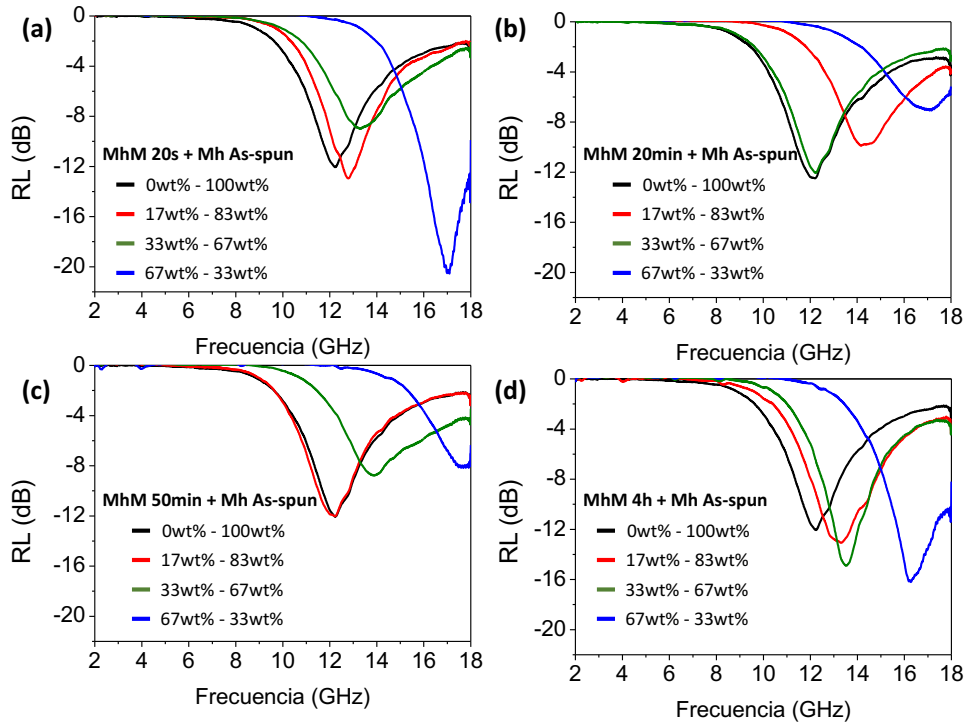 (a)
0
-4
-8
-12
-16
-20
RL (dB)
MhM 20s + Mh As-spun
0wt% - 100wt%
17wt% - 83wt%
33wt% - 67wt%
67wt% - 33wt%
2 4 6 8 10 12 14 16 18
Frecuencia (GHz)
(b)
0
-4
-8
-12
-16
-20
RL (dB)
MhM 20min + Mh As-spun
0wt% - 100wt%
17wt% - 83wt%
33wt% - 67wt%
67wt% - 33wt%
2 4 6 8 10 12 14 16 18
Frecuencia (GHz)
(c)
0
-4
-8
-12
-16
-20
RL (dB)
MhM 50min + Mh As-spun
0wt% - 100wt%
17wt% - 83wt%
33wt% - 67wt%
67wt% - 33wt%
2 4 6 8 10 12 14 16 18
Frecuencia (GHz)
(d)
0
-4
-8
-12
-16
-20
RL (dB)
MhM 4h + Mh As-spun
0wt% - 100wt%
17wt% - 83wt%
33wt% - 67wt%
67wt% - 33wt%
2 4 6 8 10 12 14 16 18
Frecuencia (GHz)